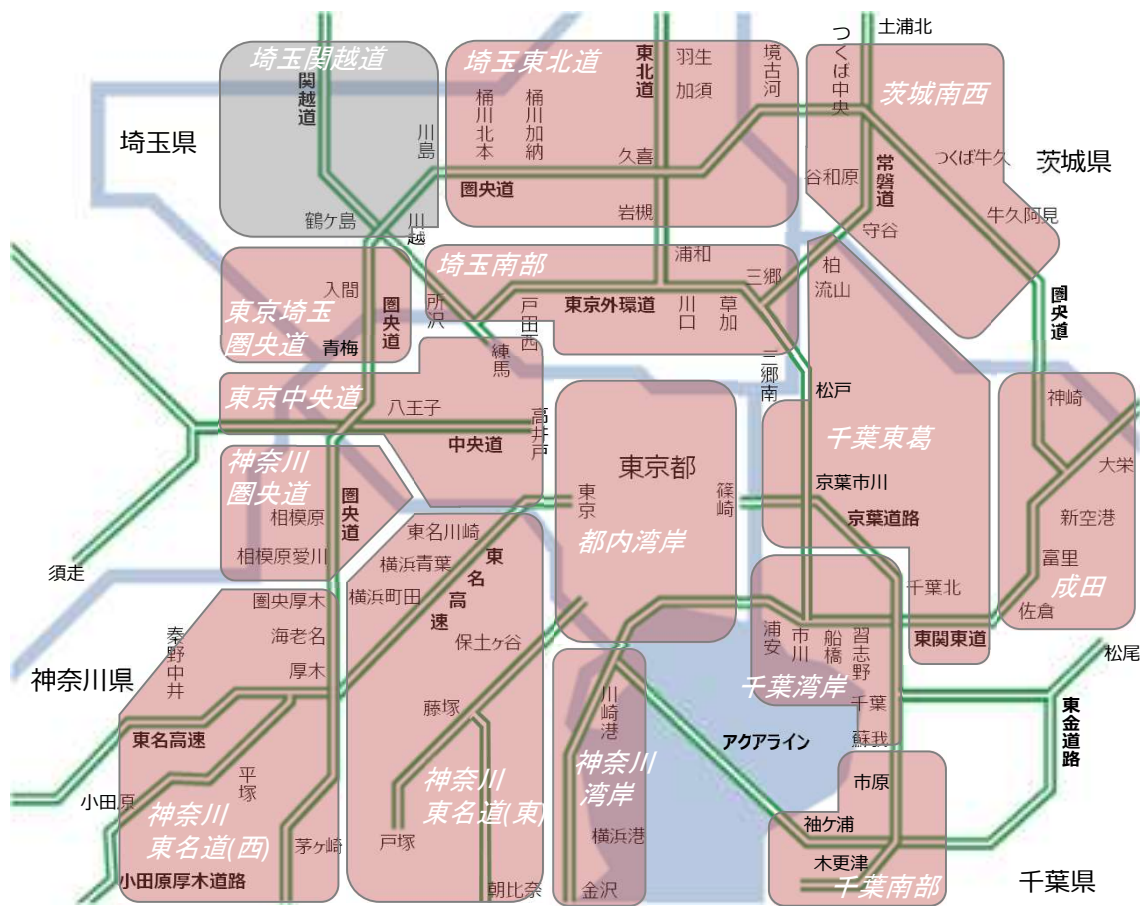 土浦北
埼玉関越道
埼玉東北道
東北道
羽生
加須
境古河
つくば中央
茨城南西
関越道
桶川北本
桶川加納
川島
埼玉県
久喜
つくば牛久
茨城県
谷和原
常磐道
圏央道
岩槻
牛久阿見
鶴ヶ島
川越
守谷
浦和
埼玉南部
三郷
柏
流山
入間
東京埼玉
圏央道
圏央道
所沢
戸田西
東京外環道
川口
草加
圏央道
青梅
練馬
三郷南
松戸
東京中央道
八王子
高井戸
中央道
神崎
千葉東葛
神奈川
圏央道
東京都
大栄
圏央道
東京
篠崎
京葉市川
京葉道路
新空港
相模原
東名川崎
都内湾岸
相模原愛川
横浜青葉
東名高速
富里
成田
須走
横浜町田
千葉北
佐倉
圏央厚木
海老名
保土ヶ谷
浦安
市川
船橋
習志野
東関東道
秦野中井
厚木
神奈川県
千葉湾岸
松尾
川崎港
千葉
藤塚
東金道路
東名高速
アクアライン
蘇我
神奈川
湾岸
平塚
市原
小田原
神奈川
東名道(西)
神奈川
東名道(東)
袖ケ浦
茅ヶ崎
戸塚
横浜港
木更津
小田原厚木道路
朝比奈
金沢
千葉南部
千葉県